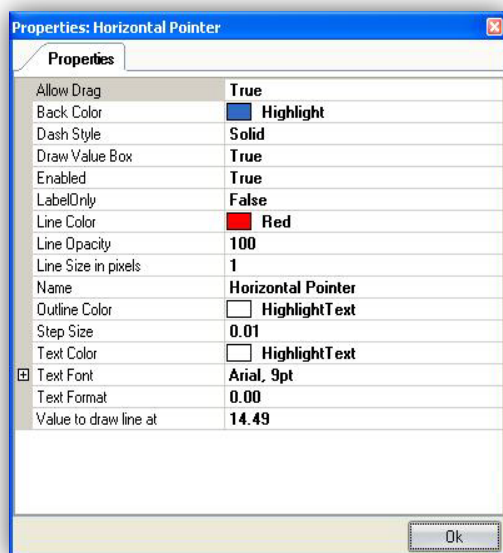 Properties: Horizontal Pointer
Properties
Allow Drag True
Back Color Highlight
Dash Style Solid
Draw Value Box True
Enabled True
LabelOnly False
Line Color Red
Line Opacity 100
Line Size in pixels 1
Name Horizontal Pointer
Outline Color HighlightText
Step Size 0.01
Text Color HighlightText
Text Font Arial, 9pt
Text Format 0.00
Value to draw line at 14.49
Ok